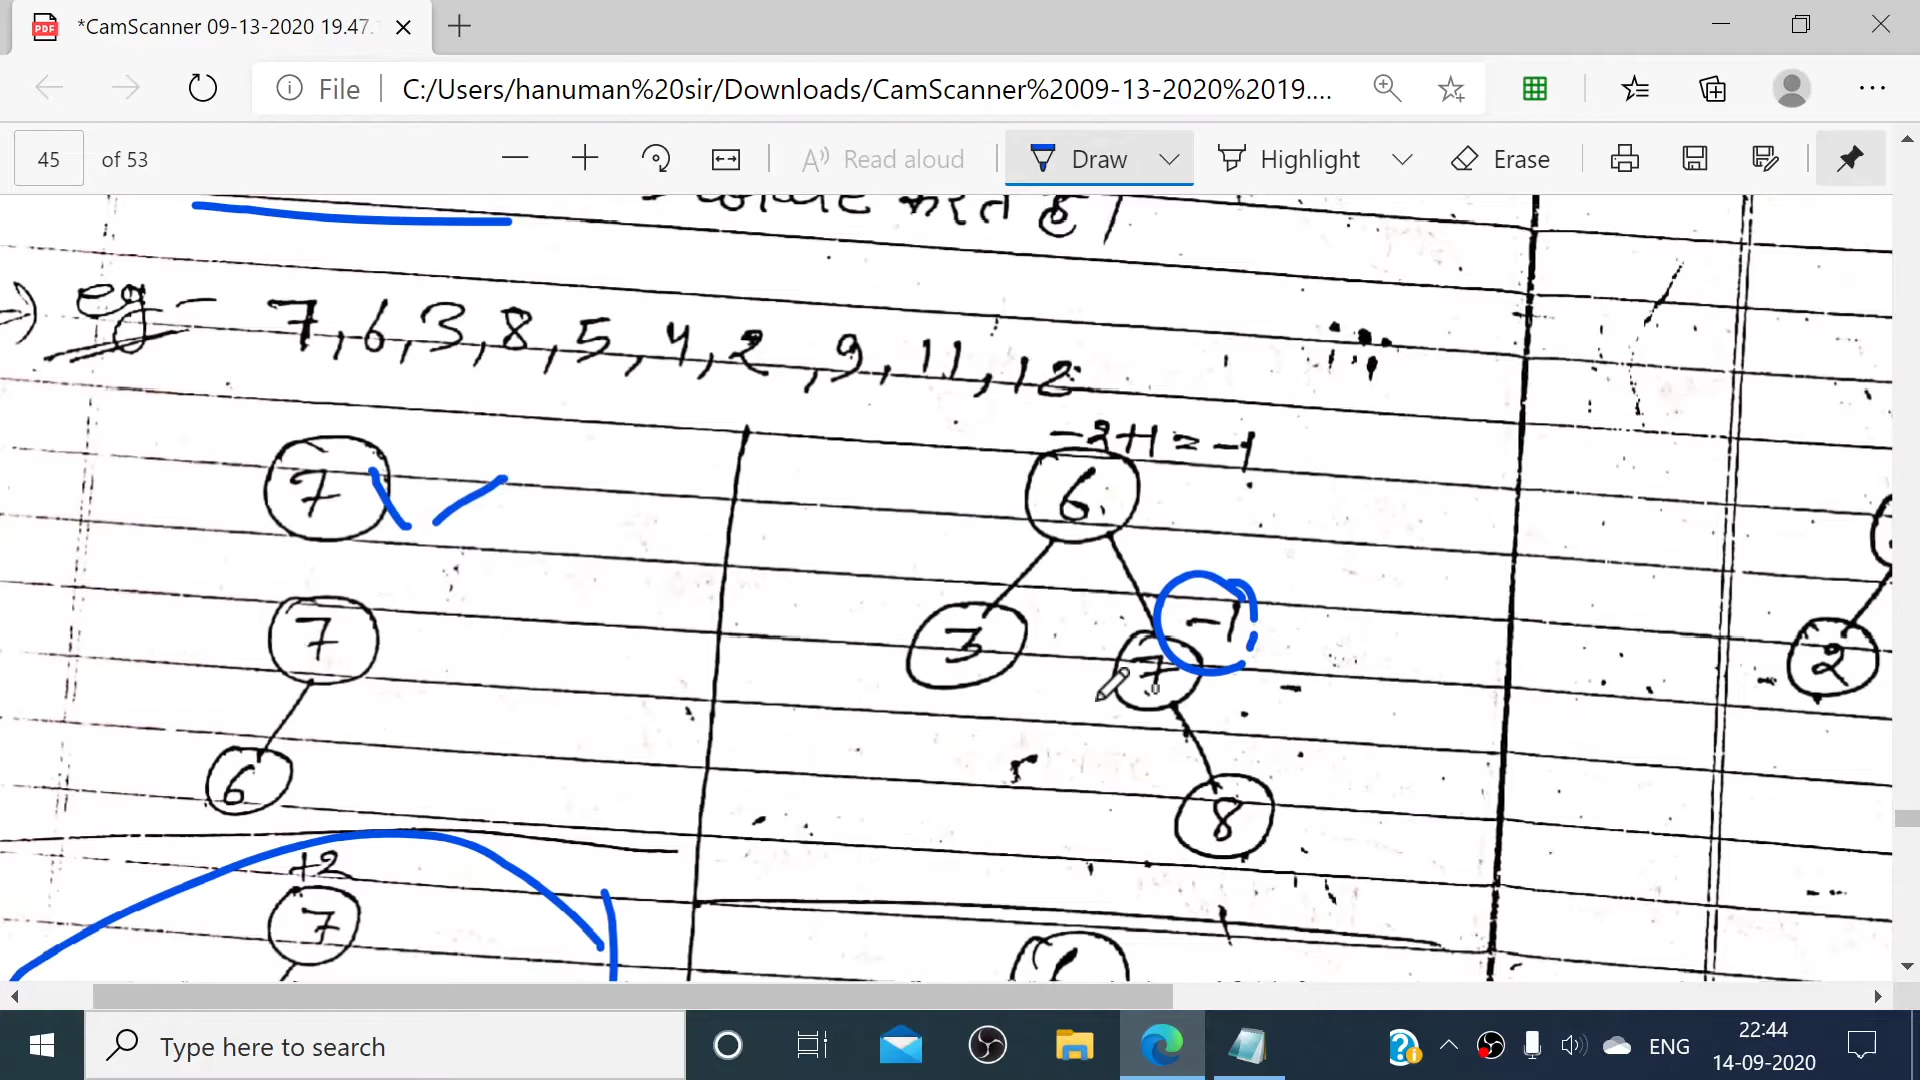 *CamScanner 09-13-2020 19.47.
File
C:/Users/hanuman%20sir/Downloads/CamScanner%2009-13-2020%2019....
45 of 53
Read aloud
Draw
Highlight
Erase
करते है।
→) eg - 7, 6, 3, 8, 5, 4, 2, 9, 11, 12
-2+1 = -1
7
6
7
3
-1
7
2
6
8
+2
7
Type here to search
ENG
22:44
14-09-2020